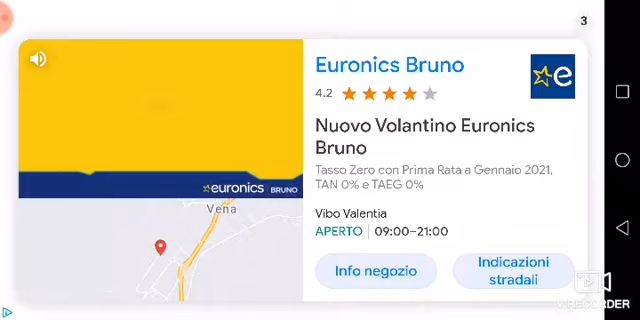 3
Euronics Bruno
4.2
Nuovo Volantino Euronics
Bruno
Tasso Zero con Prima Rata a Gennaio 2021,
TAN 0% e TAEG 0%
euronics BRUNO
Vena
Vibo Valentia
APERTO | 09:00–21:00
Info negozio
Indicazioni
stradali
e